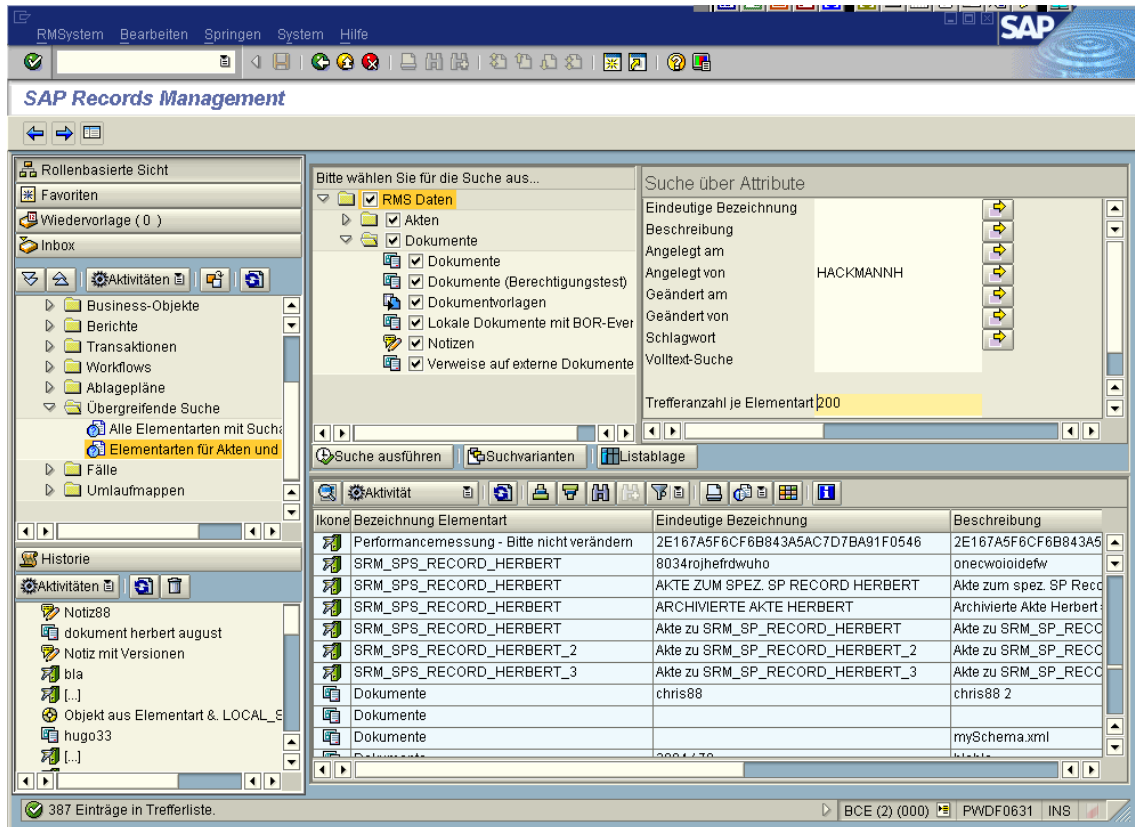 RMSystem Bearbeiten Springen System Hilfe
SAP
SAP Records Management
Rollenbasierte Sicht
Favoriten
Wiedervorlage ( 0 )
Inbox
Aktivitäten
Business-Objekte
Berichte
Transaktionen
Workflows
Ablagepläne
Übergreifende Suche
Alle Elementarten mit Sucha
Elementarten für Akten und
Fälle
Umlaufmappen
Historie
Aktivitäten
Notiz88
dokument herbert august
Notiz mit Versionen
bla
[...]
Objekt aus Elementart &. LOCAL_S
hugo33
[...]
Bitte wählen Sie für die Suche aus...
RMS Daten
Akten
Dokumente
Dokumente
Dokumente (Berechtigungstest)
Dokumentvorlagen
Lokale Dokumente mit BOR-Ever
Notizen
Verweise auf externe Dokumente
Suche über Attribute
Eindeutige Bezeichnung
Beschreibung
Angelegt am
Angelegt von HACKMANNH
Geändert am
Geändert von
Schlagwort
Volltext-Suche
Trefferanzahl je Elementart 200
Suche ausführen Suchvarianten Listablage
Aktivität
Ikone Bezeichnung Elementart Eindeutige Bezeichnung Beschreibung
Performancemessung - Bitte nicht verändern 2E167A5F6CF6B843A5AC7D7BA91F0546 2E167A5F6CF6B843A5
SRM_SPS_RECORD_HERBERT 8034rojhefrdwuho onecwoioidefw
SRM_SPS_RECORD_HERBERT AKTE ZUM SPEZ. SP RECORD HERBERT Akte zum spez. SP Reco
SRM_SPS_RECORD_HERBERT ARCHIVIERTE AKTE HERBERT Archivierte Akte Herbert
SRM_SPS_RECORD_HERBERT Akte zu SRM_SP_RECORD_HERBERT Akte zu SRM_SP_RECO
SRM_SPS_RECORD_HERBERT_2 Akte zu SRM_SP_RECORD_HERBERT_2 Akte zu SRM_SP_RECO
SRM_SPS_RECORD_HERBERT_3 Akte zu SRM_SP_RECORD_HERBERT_3 Akte zu SRM_SP_RECO
Dokumente chris88 chris88 2
Dokumente
Dokumente mySchema.xml
Dokumente
387 Einträge in Trefferliste.
BCE (2) (000) PWDF0631 INS